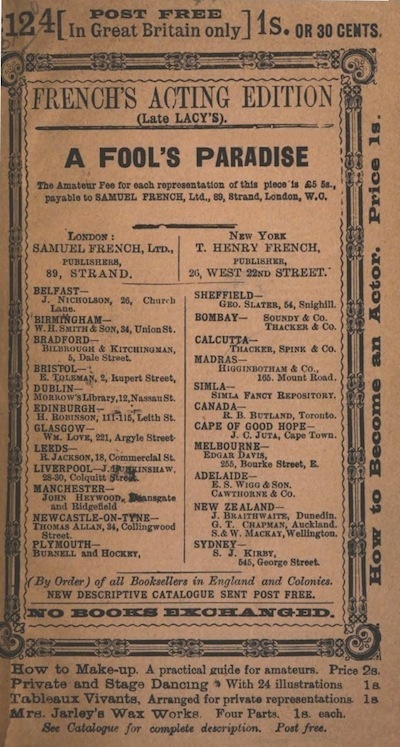 124 [ POST FREE In Great Britain only ] 1s. OR 30 CENTS.
FRENCH'S ACTING EDITION
(Late LACY'S).
A FOOL'S PARADISE
The Amateur Fee for each representation of this piece is £5 5s.,
payable to SAMUEL FRENCH, Ltd., 89, Strand, London, W.C.
LONDON:
SAMUEL FRENCH, LTD.,
PUBLISHERS,
89, STRAND.
NEW YORK
T. HENRY FRENCH,
PUBLISHER,
26, WEST 22ND STREET.
BELFAST—
J. NICHOLSON, 26, Church
Lane.
BIRMINGHAM—
W. H. SMITH & SON, 34, Union St.
BRADFORD—
BILBROUGH & KITCHINGMAN,
5, Dale Street.
BRISTOL—
E. TOLEMAN, 2, Rupert Street,
DUBLIN—
MORROW'S Library, 12, Nassau St.
EDINBURGH—
H. ROBINSON, 111-115, Leith St.
GLASGOW—
WM. LOVE, 221, Argyle Street
LEEDS—
R. JACKSON, 18, Commercial St.
LIVERPOOL—J. HUNKINSHAW,
28-30, Colquitt Street.
MANCHESTER—
JOHN HEYWOOD, Deansgate
and Ridgefield
NEWCASTLE-ON-TYNE—
THOMAS ALLAN, 34, Collingwood
Street.
PLYMOUTH—
BURNELL and HOCKEY,
SHEFFIELD—
GEO. SLATER, 54, Snighill.
BOMBAY— SOUNDY & Co.
THACKER & Co.
CALCUTTA—
THACKER, SPINK & Co.
MADRAS—
HIGGINBOTHAM & Co.,
165. Mount Road.
SIMLA—
SIMLA FANCY REPOSITORY.
CANADA—
R. B. BUTLAND, Toronto.
CAPE OF GOOD HOPE—
J. C. JUTA, Cape Town.
MELBOURNE—
EDGAR DAVIS,
255, Bourke Street, E.
ADELAIDE—
E. S. WIGG & SON.
CAWTHORNE & Co.
NEW ZEALAND—
J. BRAITHWAITE, Dunedin.
G. T. CHAPMAN, Auckland.
S. & W. MACKAY, Wellington.
SYDNEY—
S. J. KIRBY,
545, George Street.
(By Order) of all Booksellers in England and Colonies.
NEW DESCRIPTIVE CATALOGUE SENT POST FREE.
NO BOOKS EXCHANGED.
How to Become an Actor. Price 1s.
How to Make-up. A practical guide for amateurs. Price 2s.
Private and Stage Dancing With 24 illustrations 1s
Tableaux Vivants, Arranged for private representations. 1s
Mrs. Jarley's Wax Works. Four Parts. 1s. each.
See Catalogue for complete description. Post free.